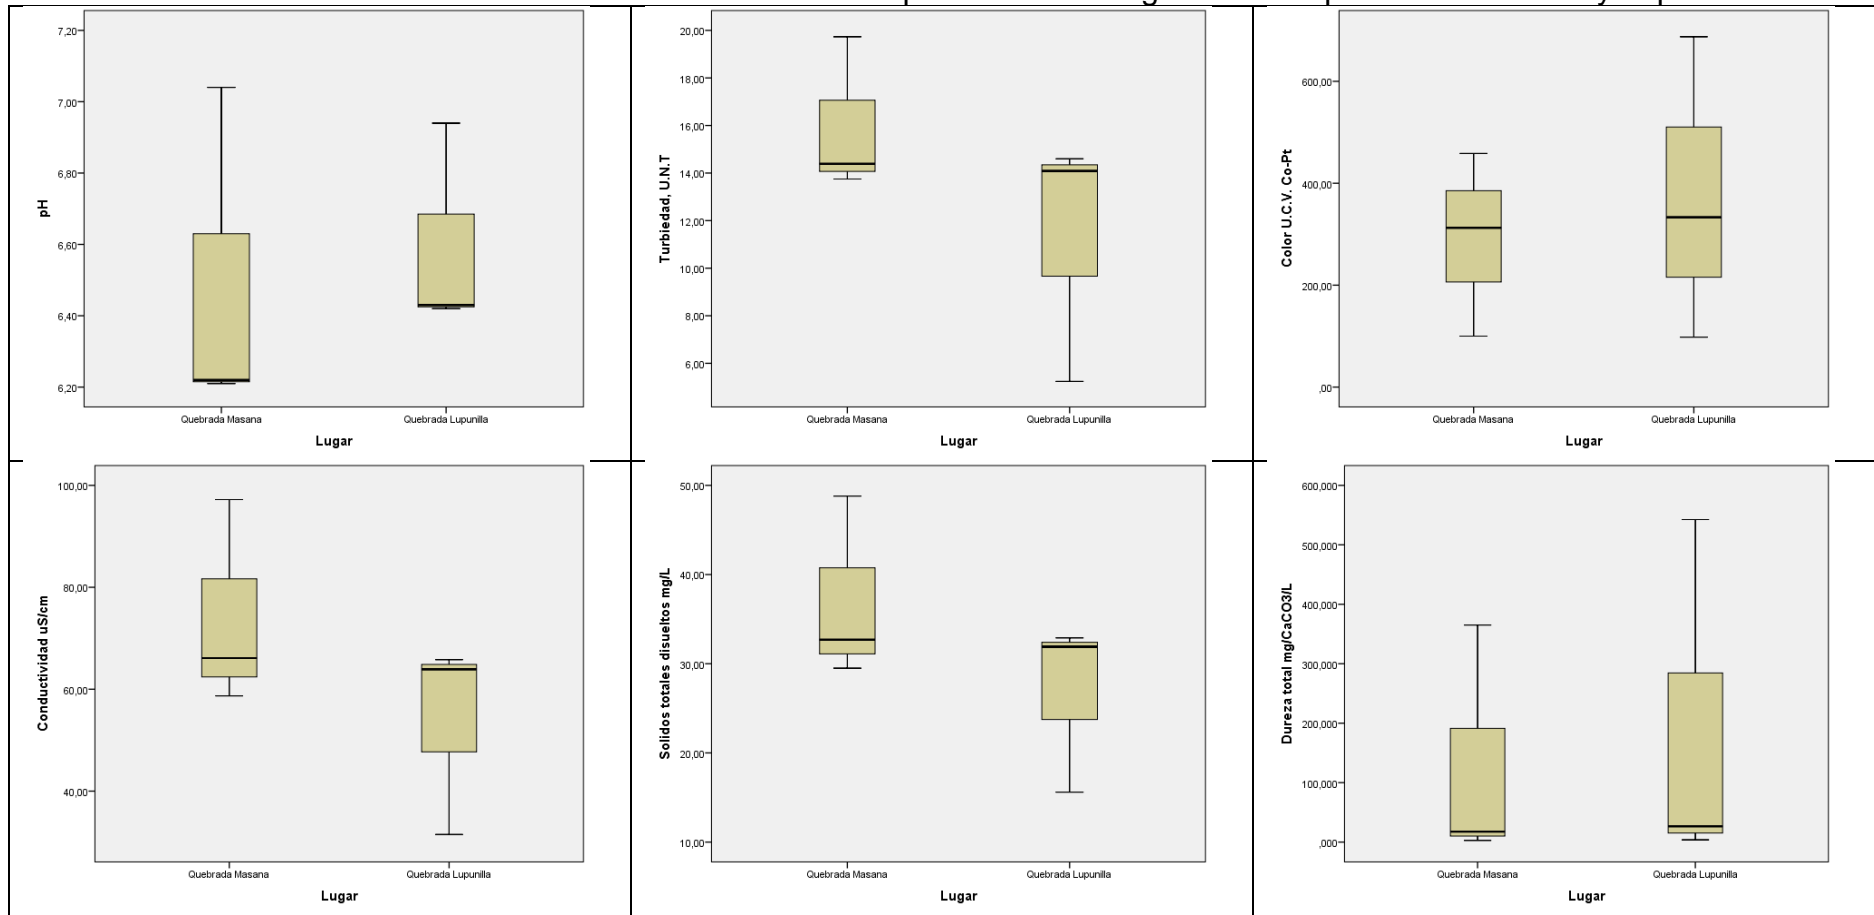 7,20
7,00
6,80
6,60
6,40
6,20
pH
Quebrada Masana Quebrada Lupunilla
Lugar
20,00
18,00
16,00
14,00
12,00
10,00
8,00
6,00
Turbiedad, U.N.T
Quebrada Masana Quebrada Lupunilla
Lugar
600,00
400,00
200,00
,00
Color U.C.V. Co-Pt
Quebrada Masana Quebrada Lupunilla
Lugar
100,00
80,00
60,00
40,00
Conductividad uS/cm
Quebrada Masana Quebrada Lupunilla
Lugar
50,00
40,00
30,00
20,00
10,00
Solidos totales disueltos mg/L
Quebrada Masana Quebrada Lupunilla
Lugar
600,000
500,000
400,000
300,000
200,000
100,000
,000
Dureza total mg/CaCO3/L
Quebrada Masana Quebrada Lupunilla
Lugar